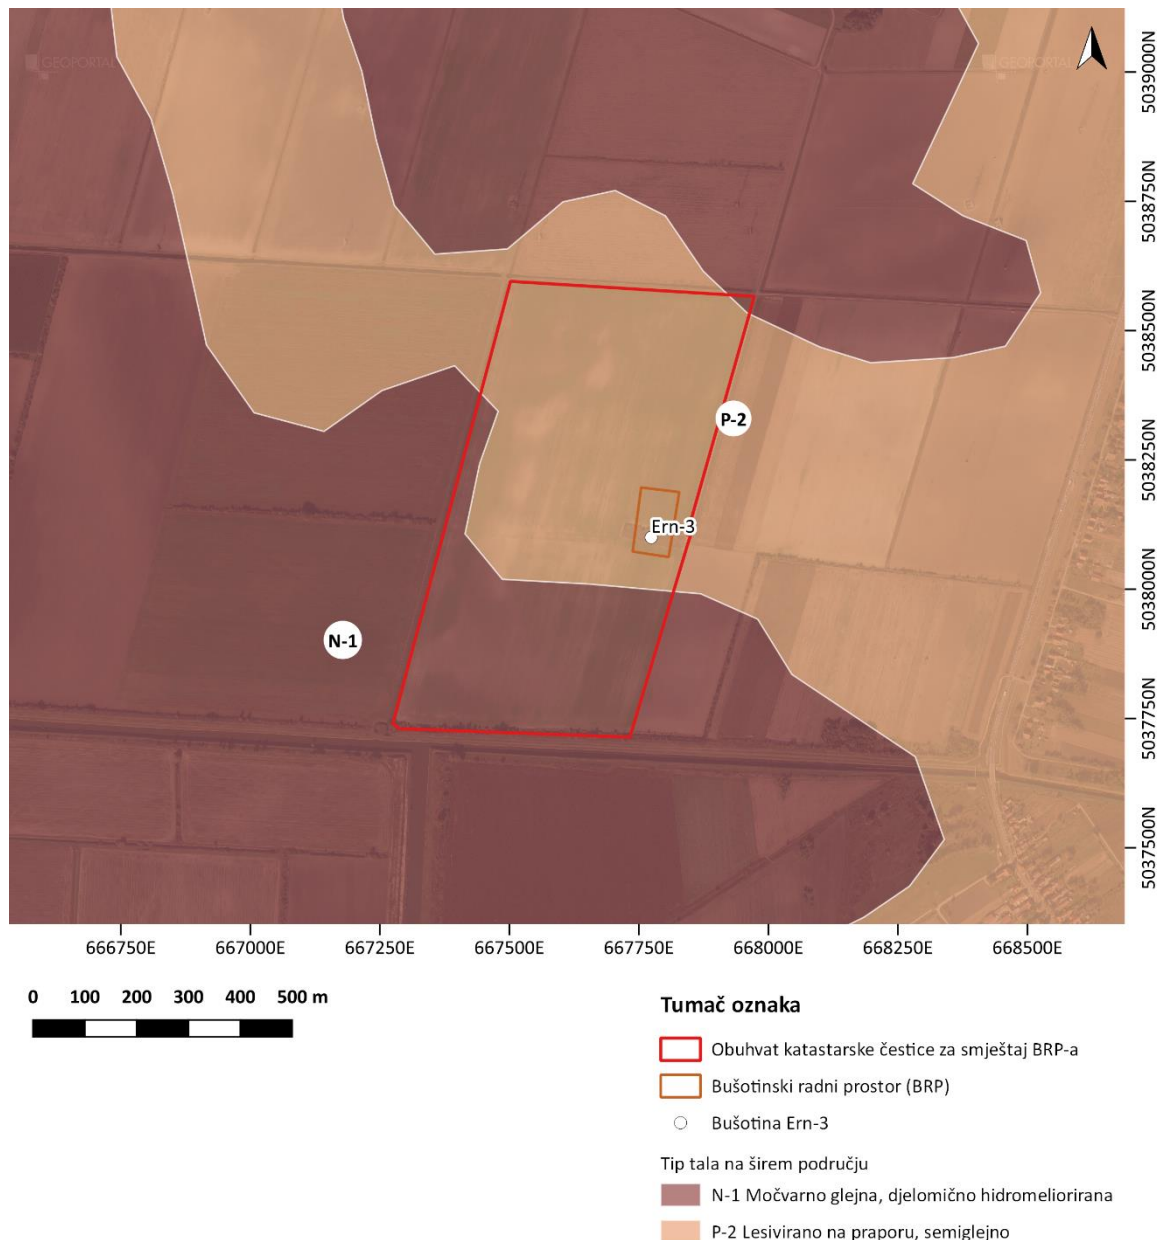 GEOPORTAL
GEOPORTAL
5039000N
5038750N
5038500N
5038250N
5038000N
5037750N
5037500N
P-2
Ern-3
N-1
666750E 667000E 667250E 667500E 667750E 668000E 668250E 668500E
0 100 200 300 400 500 m
Tumač oznaka
Obuhvat katastarske čestice za smještaj BRP-a
Bušotinski radni prostor (BRP)
Bušotina Ern-3
Tip tala na širem području
N-1 Močvarno glejna, djelomično hidromeliorirana
P-2 Lesivirano na praporu, semiglejno